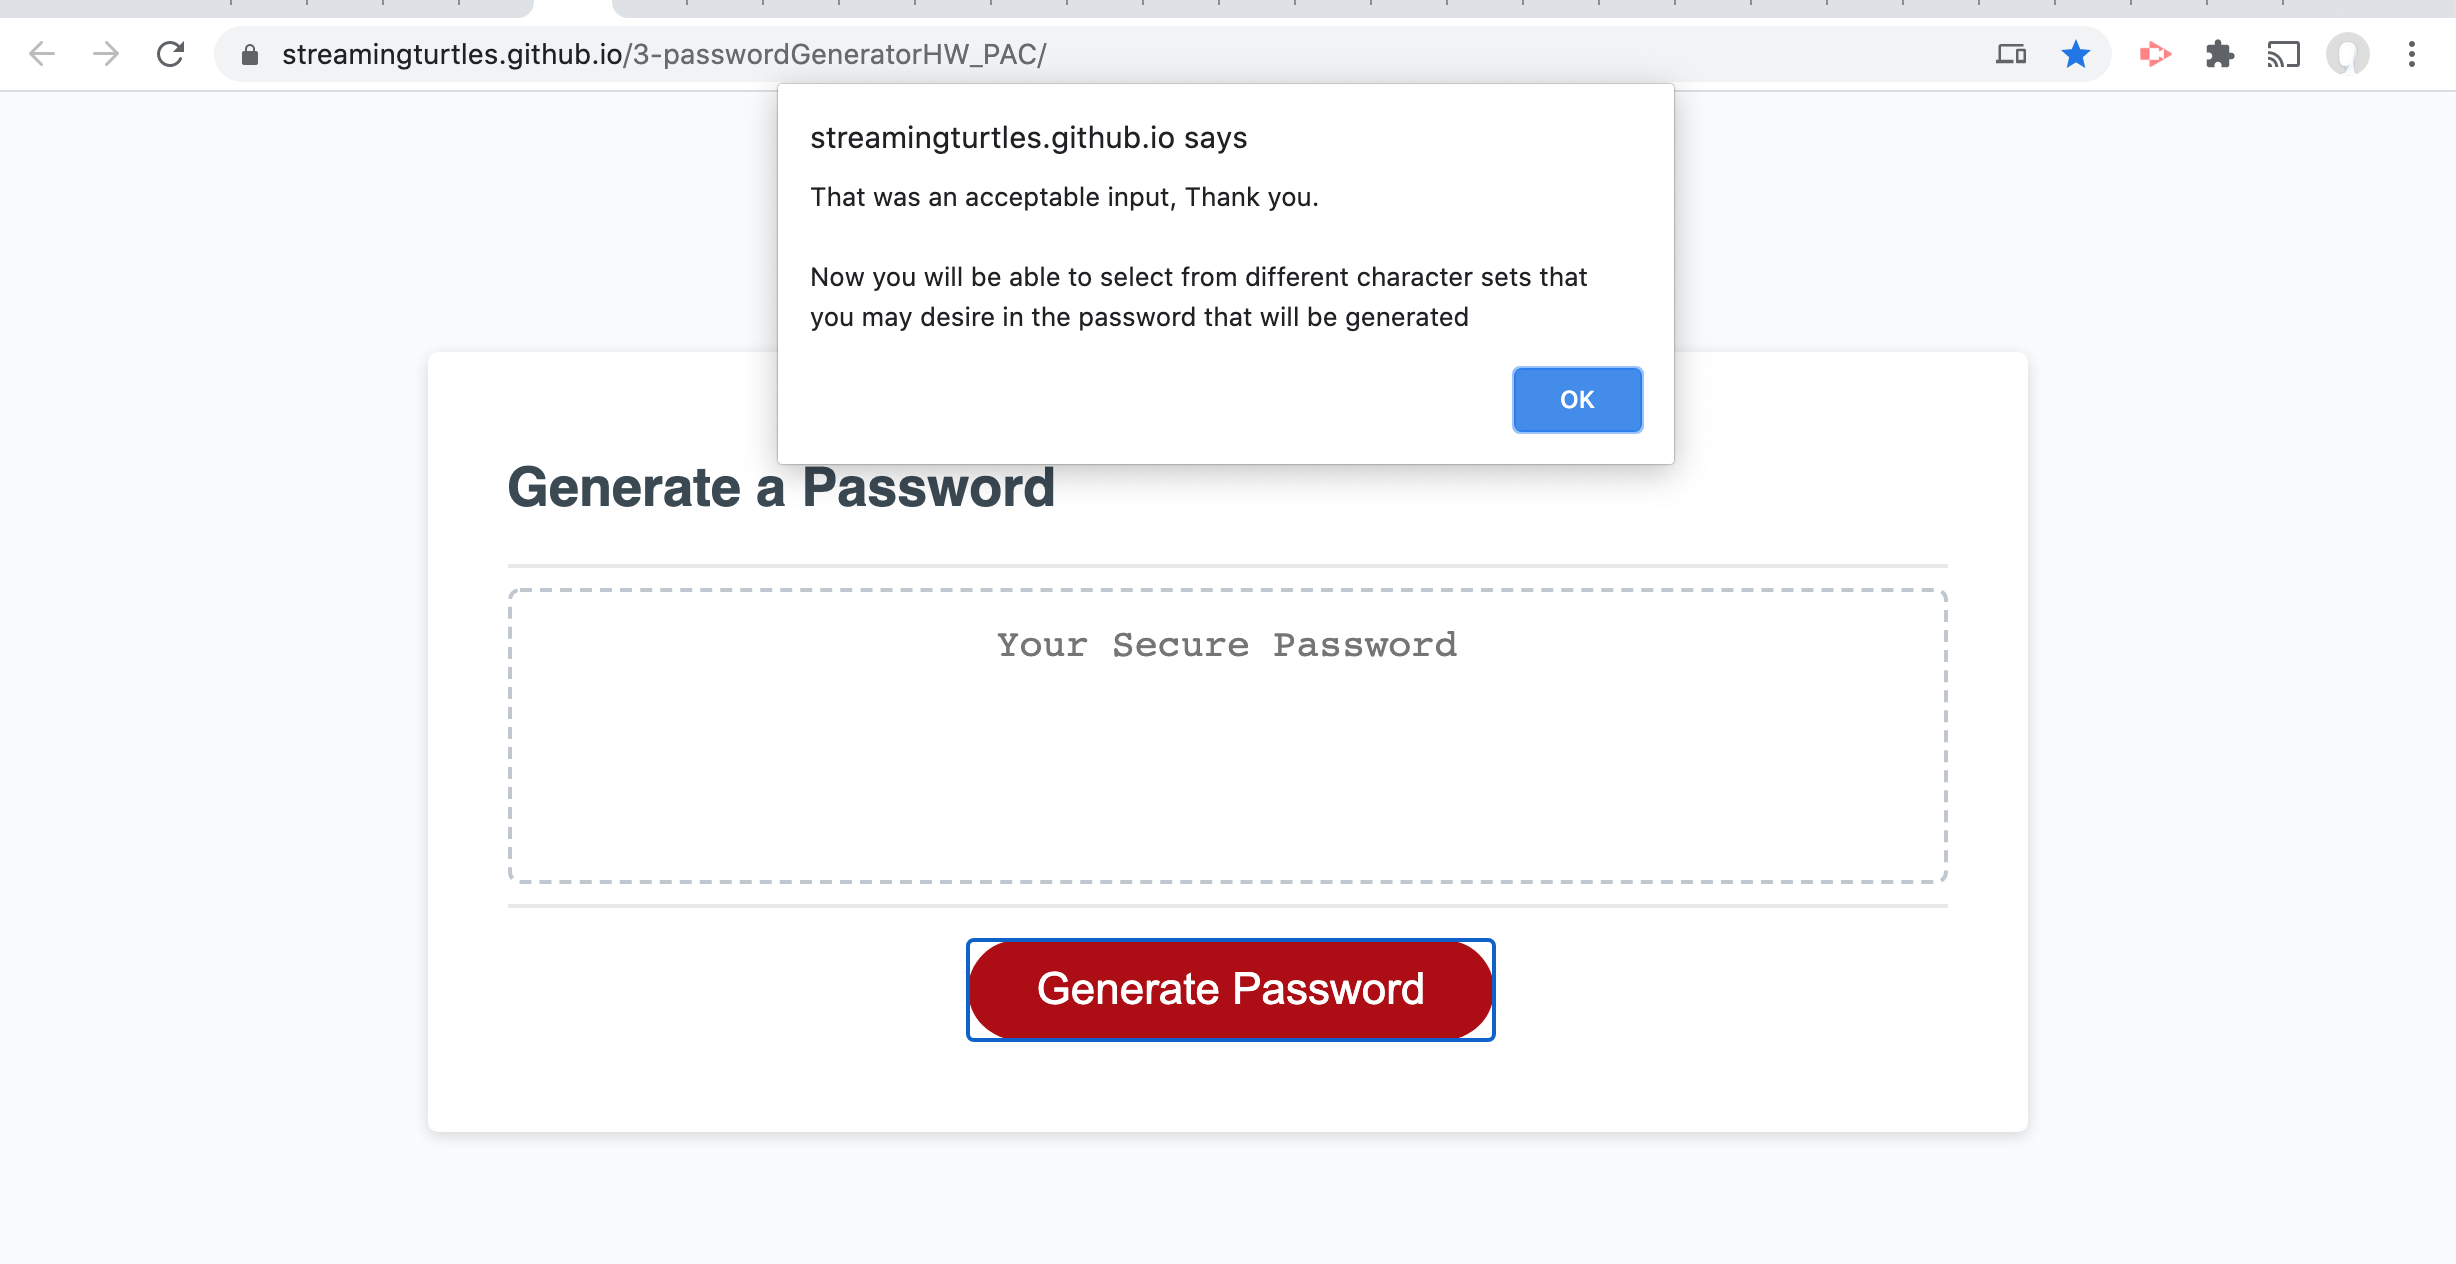 streamingturtles.github.io/3-passwordGeneratorHW_PAC/
streamingturtles.github.io says
That was an acceptable input, Thank you.
Now you will be able to select from different character sets that
you may desire in the password that will be generated
OK
Generate a Password
Your Secure Password
Generate Password